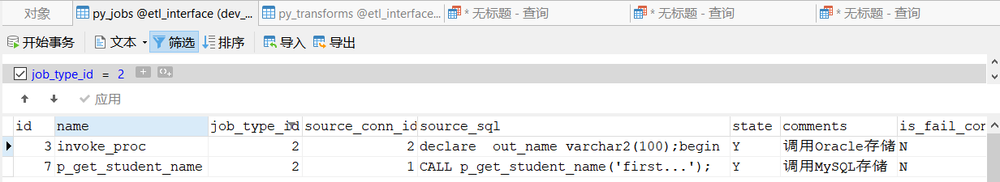 对象 py_jobs @etl_interface (dev_... py_transforms @etl_interface... * 无标题 - 查询 * 无标题 - 查询 * 无标题 - 查询
开始事务 文本 筛选 排序 导入 导出
job_type_id = 2
应用
id name job_type_id source_conn_id source_sql state comments is_fail_con
3 invoke_proc 2 2 declare  out_name varchar2(100);begin Y 调用Oracle存储 N
7 p_get_student_name 2 1 CALL p_get_student_name('first...'); Y 调用MySQL存储 N